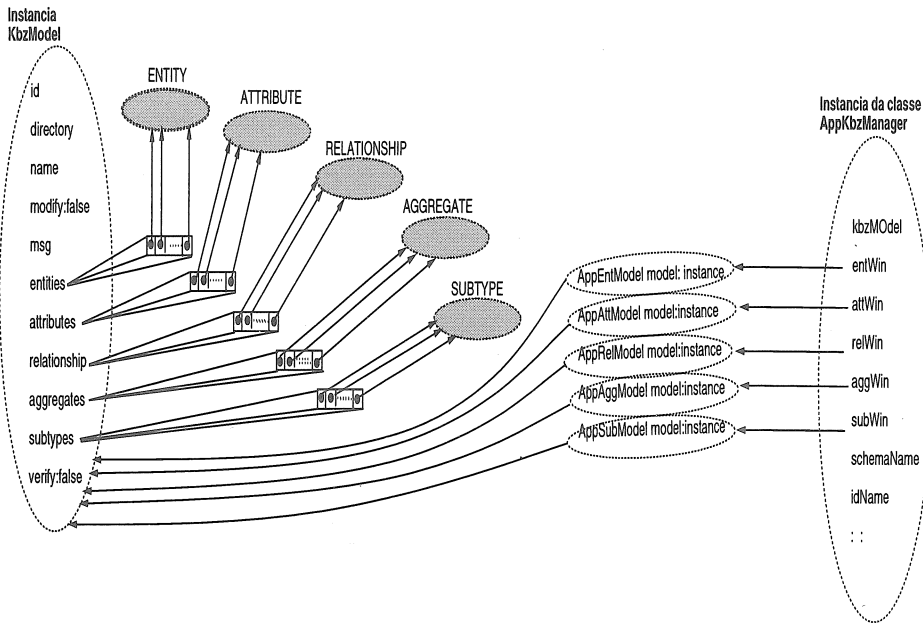 Instancia
KbzModel
id
directory
name
modify:false
msg
entities
attributes
relationship
aggregates
subtypes
verify:false
ENTITY
ATTRIBUTE
RELATIONSHIP
AGGREGATE
SUBTYPE
AppEntModel model: instance
AppAttModel model:instance
AppRelModel model:instance
AppAggModel model:instance
AppSubModel model:instance
Instancia da classe
AppKbzManager
kbzMOdel
entWin
attWin
relWin
aggWin
subWin
schemaName
idName
: :